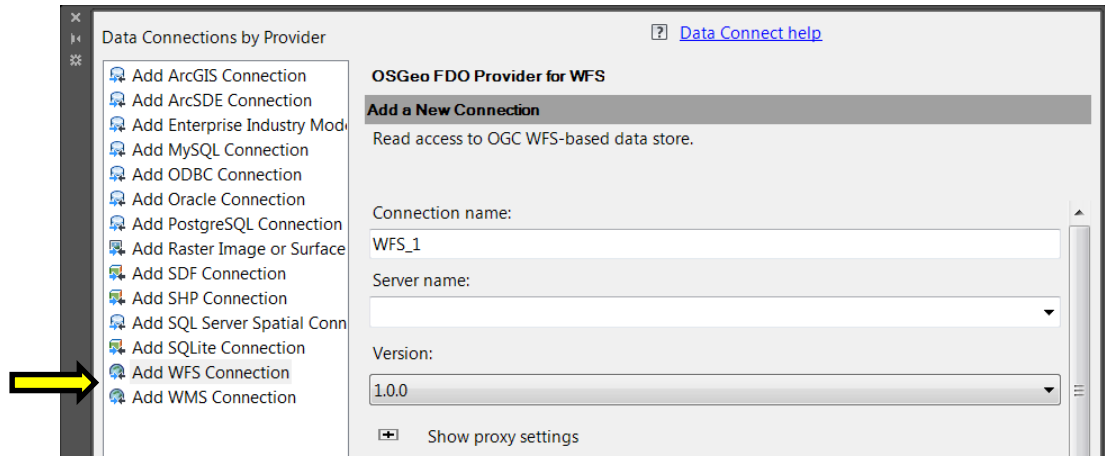 Data Connections by Provider
? Data Connect help
Add ArcGIS Connection
Add ArcSDE Connection
Add Enterprise Industry Mod
Add MySQL Connection
Add ODBC Connection
Add Oracle Connection
Add PostgreSQL Connection
Add Raster Image or Surface
Add SDF Connection
Add SHP Connection
Add SQL Server Spatial Conn
Add SQLite Connection
Add WFS Connection
Add WMS Connection
OSGeo FDO Provider for WFS
Add a New Connection
Read access to OGC WFS-based data store.
Connection name:
WFS_1
Server name:
Version:
1.0.0
Show proxy settings